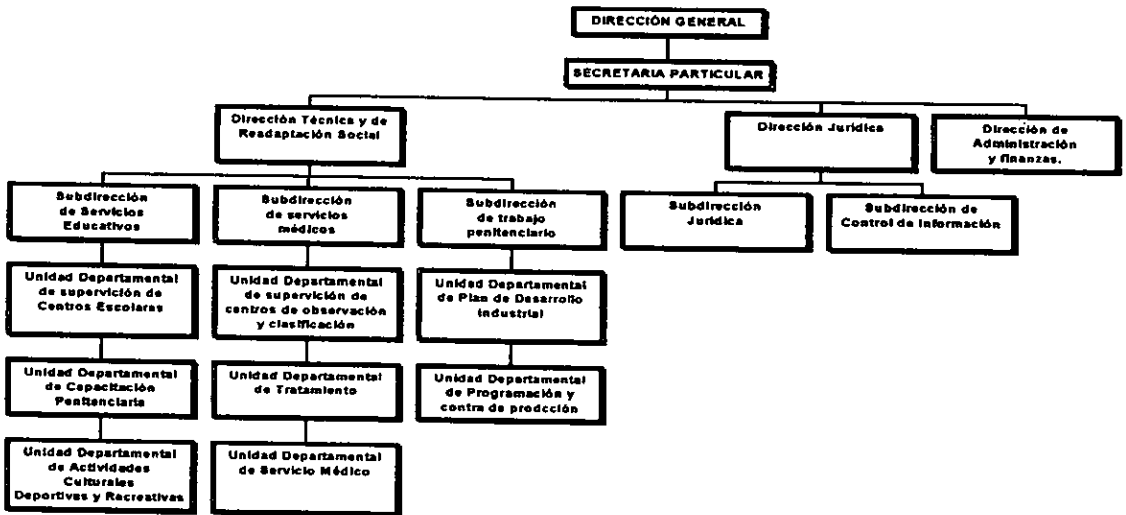 DIRECCIÓN GENERAL
SECRETARIA PARTICULAR
Dirección Técnica y de
Readaptación Social
Dirección Jurídica
Dirección de
Administración
y finanzas.
Subdirección
de Servicios
Educativos
Subdirección
de servicios
médicos
Subdirección
de trabajo
penitenciario
Subdirección
Jurídica
Subdirección de
Control de Información
Unidad Departamental
de supervición de
Centros Escolaras
Unidad Departamental
de supervición de
centros de observación
y clasificación
Unidad Departamental
de Plan de Desarrollo
Industrial
Unidad Departamental
de Capacitación
Penitenciaria
Unidad Departamental
de Tratamiento
Unidad Departamental
de Programación y
contra de prodcción
Unidad Departamental
de Actividades
Culturales
Deportivas y Recreativas
Unidad Departamental
de Servicio Médico